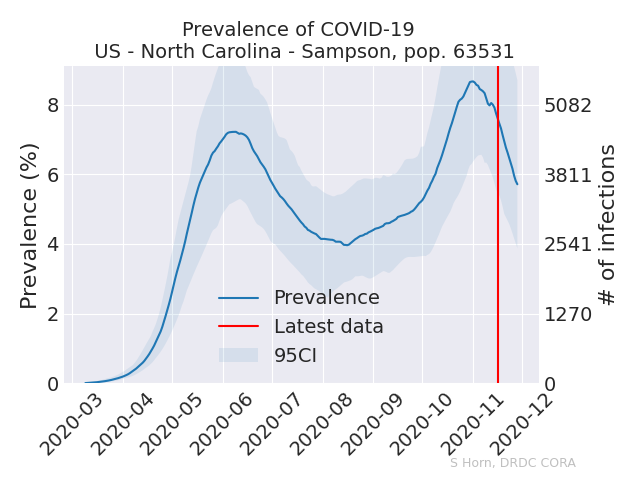 Prevalence of COVID-19
US - North Carolina - Sampson, pop. 63531
Prevalence (%)
8
6
4
2
0
5082
3811
2541
1270
0
# of infections
Prevalence
Latest data
95CI
2020-03
2020-04
2020-05
2020-06
2020-07
2020-08
2020-09
2020-10
2020-11
2020-12
S Horn, DRDC CORA